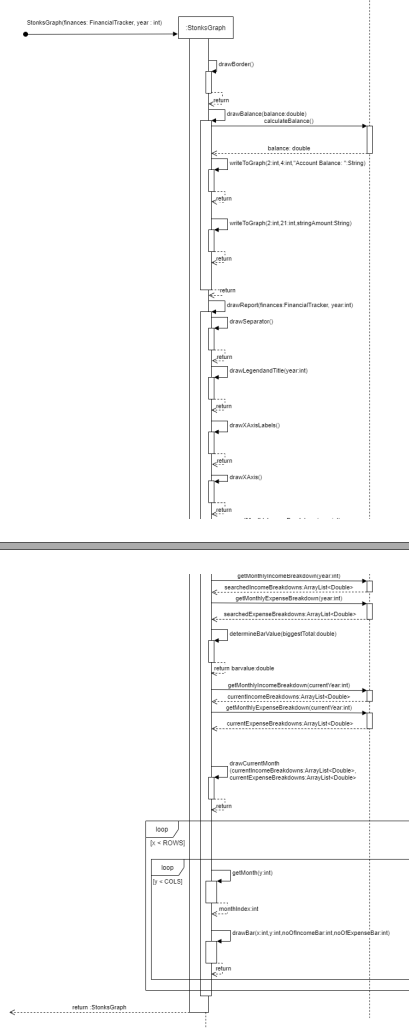 StonksGraph(finances: FinancialTracker, year : int)
:StonksGraph
drawBorder()
return
drawBalance(balance:double)
calculateBalance()
balance: double
writeToGraph(2:int,4:int,"Account Balance: ":String)
return
writeToGraph(2:int,21:int,stringAmount:String)
return
return
drawReport(finances:FinancialTracker, year:int)
drawSeparator()
return
drawLegendandTitle(year:int)
return
drawXAxisLabels()
return
drawXAxis()
return
getMonthlyIncomeBreakdown(year:int)
searchedIncomeBreakdowns:ArrayList<Double>
getMonthlyExpenseBreakdown(year:int)
searchedExpenseBreakdowns:ArrayList<Double>
determineBarValue(biggestTotal:double)
return barvalue:double
getMonthlyIncomeBreakdown(currentYear:int)
currentIncomeBreakdowns:ArrayList<Double>
getMonthlyExpenseBreakdown(currentYear:int)
currentExpenseBreakdowns:ArrayList<Double>
drawCurrentMonth
(currentIncomeBreakdowns:ArrayList<Double>,
currentExpenseBreakdowns:ArrayList<Double>
return
loop
[x < ROWS]
loop
[y < COLS]
getMonth(y:int)
monthIndex:int
drawBar(x:int,y:int,noOfIncomeBar:int,noOfExpenseBar:int)
return
return :StonksGraph